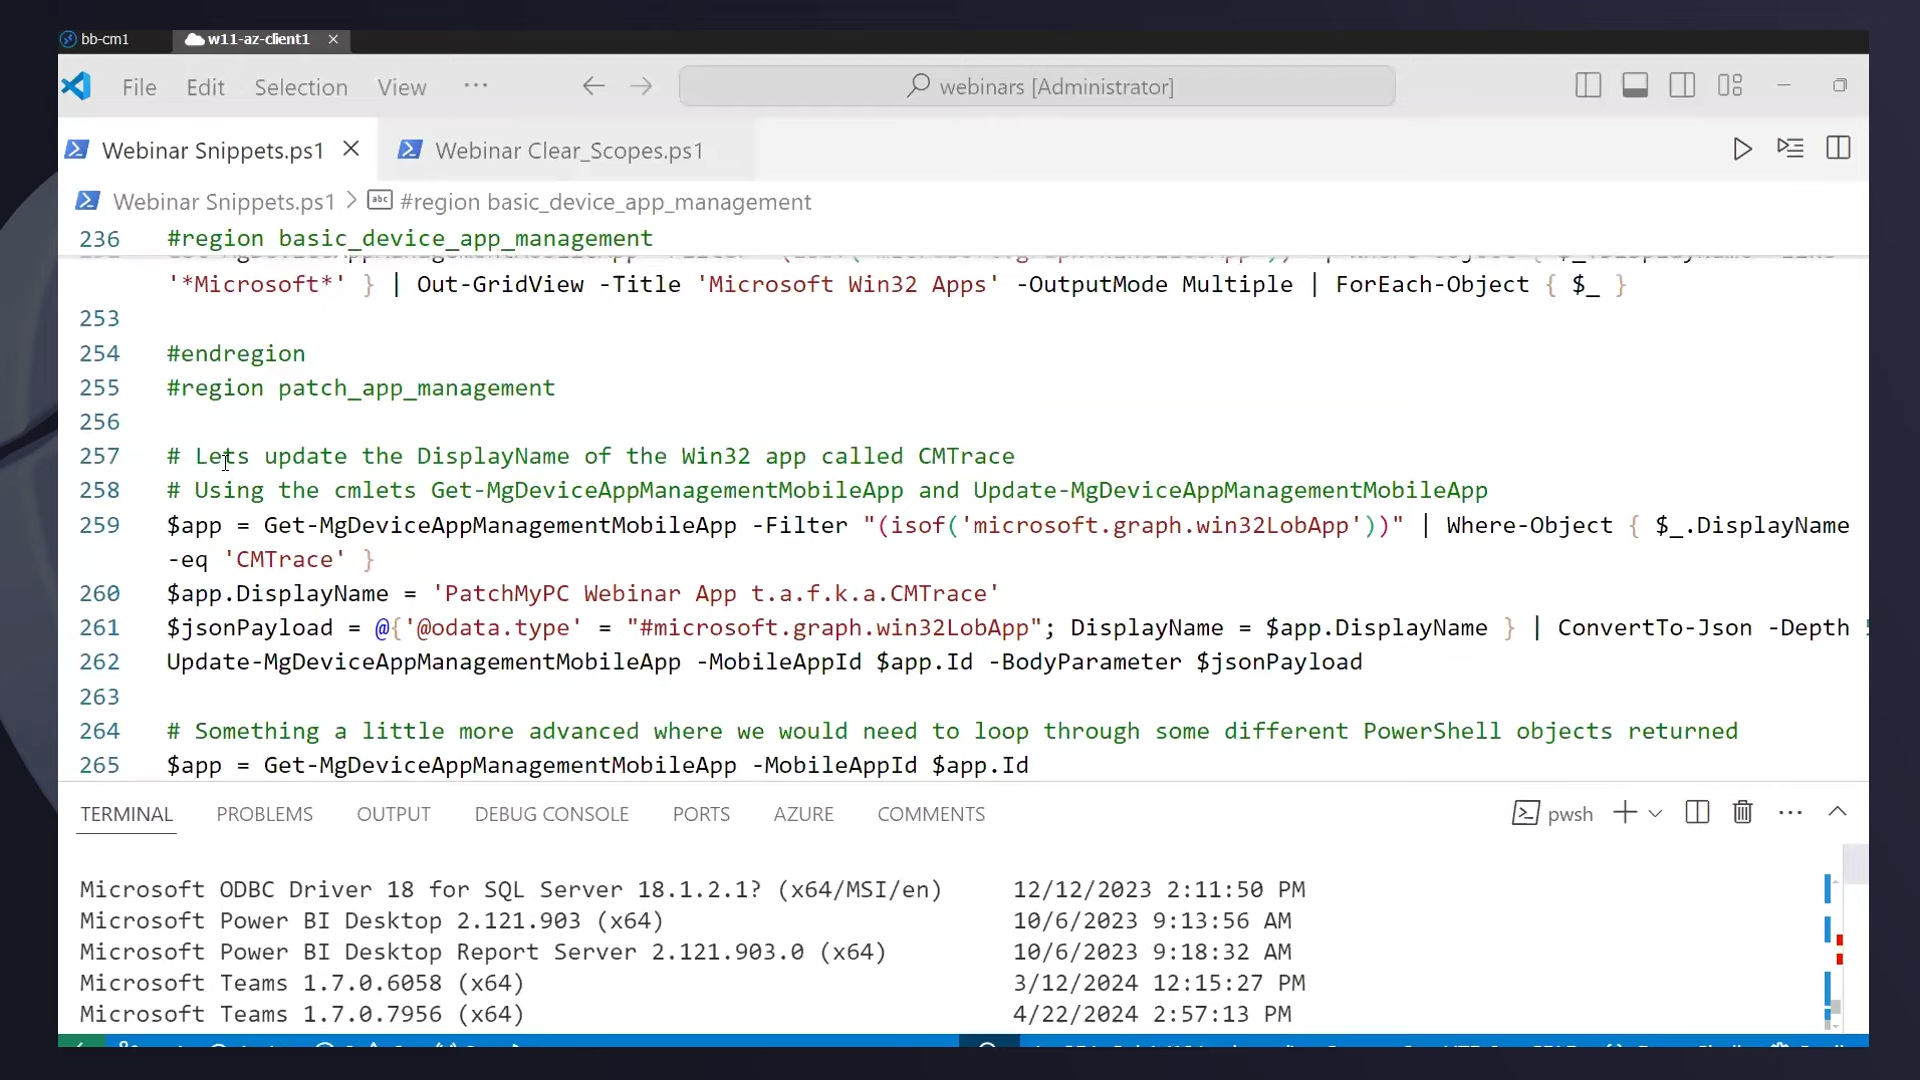 bb-cm1
w11-az-client1
File Edit Selection View ··· webinars [Administrator]
Webinar Snippets.ps1 Webinar Clear_Scopes.ps1
Webinar Snippets.ps1 > #region basic_device_app_management
236 #region basic_device_app_management
'*Microsoft*' } | Out-GridView -Title 'Microsoft Win32 Apps' -OutputMode Multiple | ForEach-Object { $_ }
253
254 #endregion
255 #region patch_app_management
256
257 # Lets update the DisplayName of the Win32 app called CMTrace
258 # Using the cmlets Get-MgDeviceAppManagementMobileApp and Update-MgDeviceAppManagementMobileApp
259 $app = Get-MgDeviceAppManagementMobileApp -Filter "(isof('microsoft.graph.win32LobApp'))" | Where-Object { $_.DisplayName
-eq 'CMTrace' }
260 $app.DisplayName = 'PatchMyPC Webinar App t.a.f.k.a.CMTrace'
261 $jsonPayload = @{'@odata.type' = "#microsoft.graph.win32LobApp"; DisplayName = $app.DisplayName } | ConvertTo-Json -Depth
262 Update-MgDeviceAppManagementMobileApp -MobileAppId $app.Id -BodyParameter $jsonPayload
263
264 # Something a little more advanced where we would need to loop through some different PowerShell objects returned
265 $app = Get-MgDeviceAppManagementMobileApp -MobileAppId $app.Id
TERMINAL PROBLEMS OUTPUT DEBUG CONSOLE PORTS AZURE COMMENTS pwsh
Microsoft ODBC Driver 18 for SQL Server 18.1.2.1? (x64/MSI/en) 12/12/2023 2:11:50 PM
Microsoft Power BI Desktop 2.121.903 (x64) 10/6/2023 9:13:56 AM
Microsoft Power BI Desktop Report Server 2.121.903.0 (x64) 10/6/2023 9:18:32 AM
Microsoft Teams 1.7.0.6058 (x64) 3/12/2024 12:15:27 PM
Microsoft Teams 1.7.0.7956 (x64) 4/22/2024 2:57:13 PM